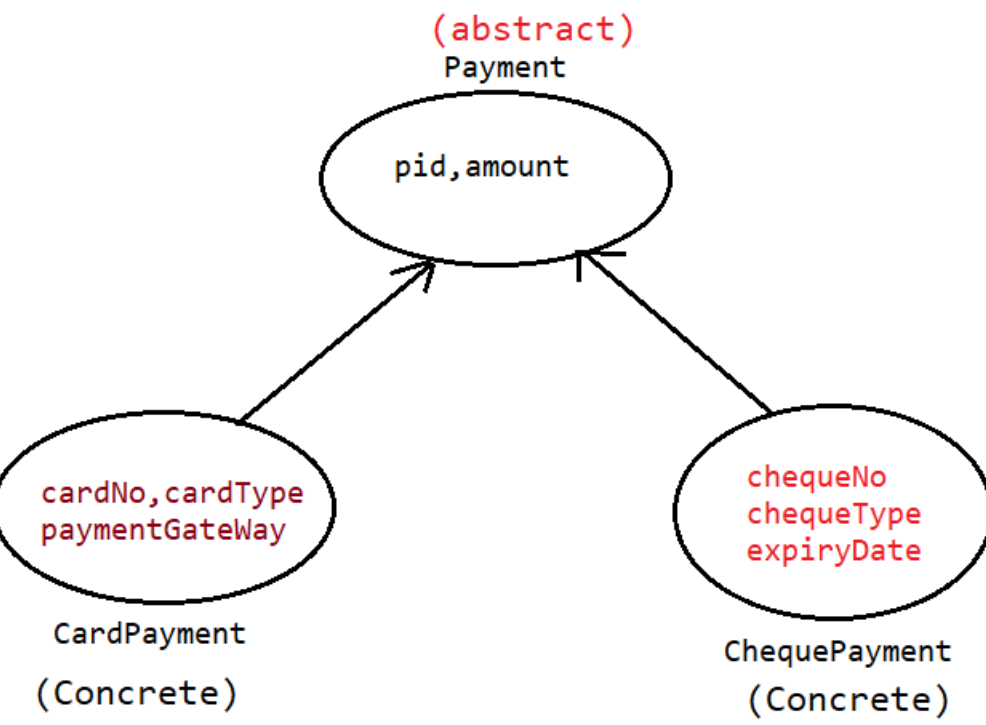 (abstract)
Payment
pid,amount
cardNo,cardType
paymentGateWay
CardPayment
(Concrete)
chequeNo
chequeType
expiryDate
ChequePayment
(Concrete)